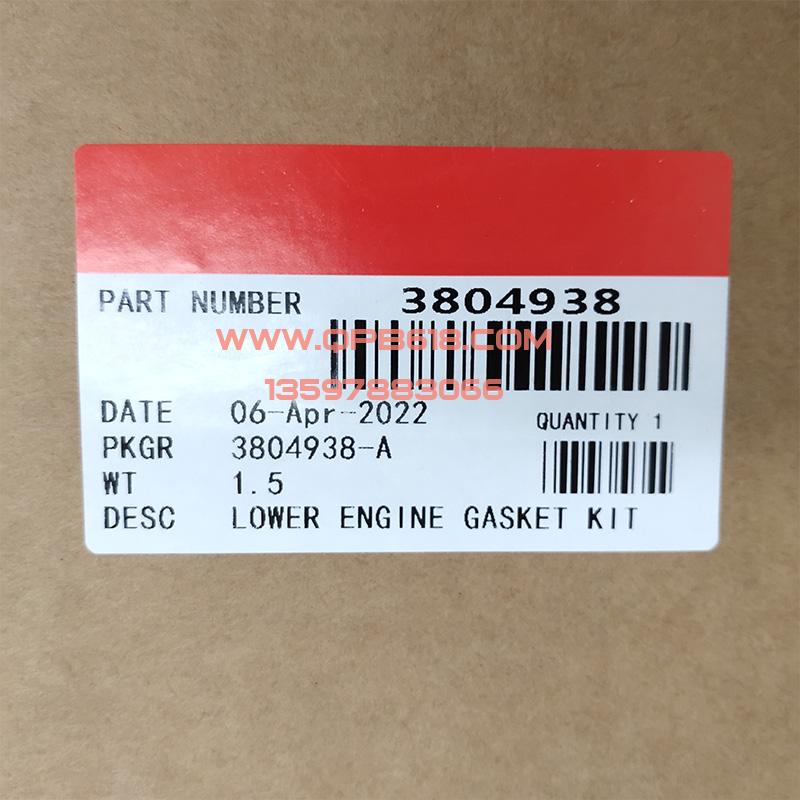 PART NUMBER 3804938
WWW.QPB618.COM
13597883066
DATE 06-Apr-2022 QUANTITY 1
PKGR 3804938-A
WT 1.5
DESC LOWER ENGINE GASKET KIT